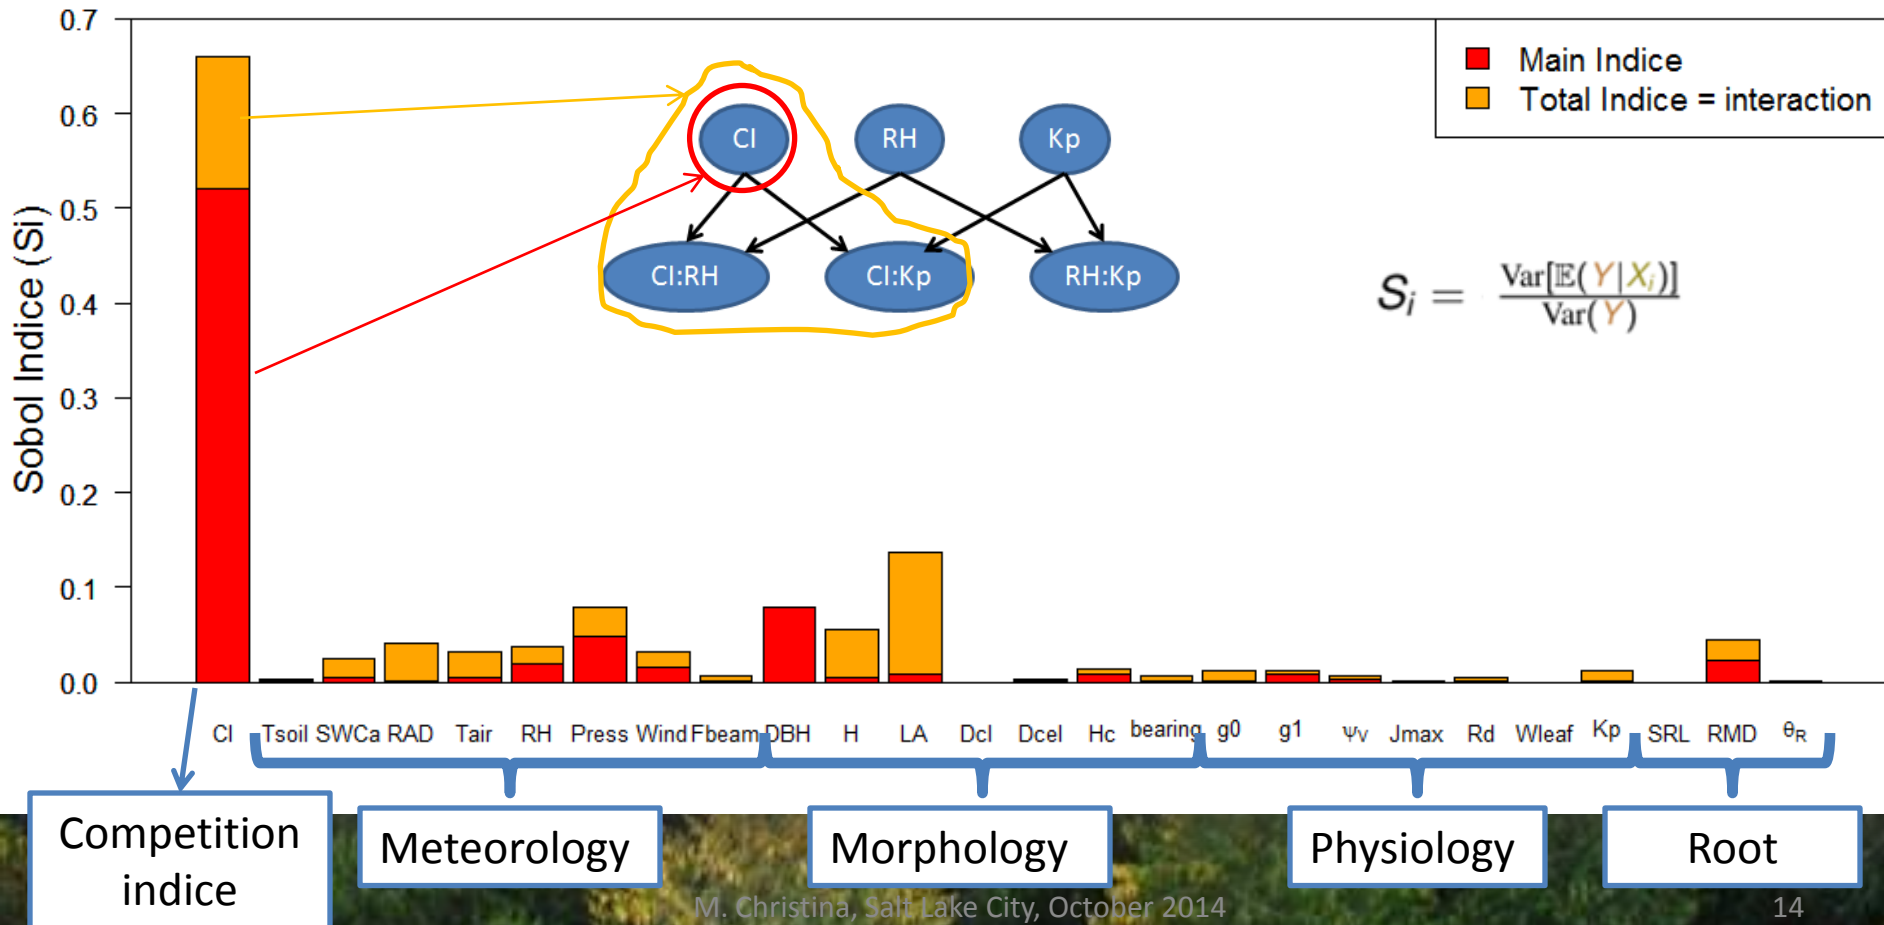 0.7
0.6
0.5
0.4
0.3
0.2
0.1
0.0
Sobol Indice (Si)
Main Indice
Total Indice = interaction
CI RH Kp
CI:RH CI:Kp RH:Kp
Si = Var[𝔼(Y|Xi)] / Var(Y)
CI Tsoil SWCa RAD Tair RH Press Wind Fbeam DBH H LA Dcl Dcel Hc bearing g0 g1 ΨV Jmax Rd Wleaf Kp SRL RMD θR
Competition
indice
Meteorology
Morphology
Physiology
Root
M. Christina, Salt Lake City, October 2014
14